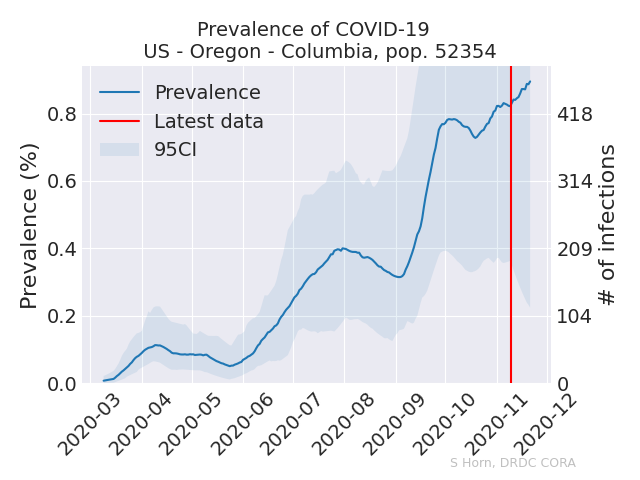 Prevalence of COVID-19
US - Oregon - Columbia, pop. 52354
Prevalence
Latest data
95CI
Prevalence (%)
0.8
0.6
0.4
0.2
0.0
418
314
209
104
0
# of infections
2020-03
2020-04
2020-05
2020-06
2020-07
2020-08
2020-09
2020-10
2020-11
2020-12
S Horn, DRDC CORA